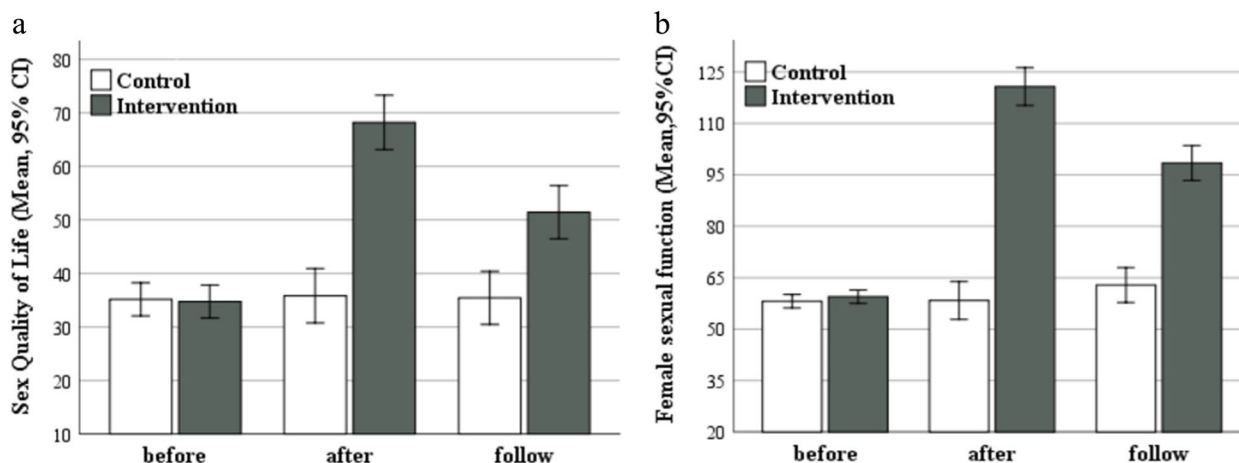 a
Sex Quality of Life (Mean, 95% CI)
80
70
60
50
40
30
20
10
Control
Intervention
before after follow
b
Female sexual function (Mean,95%CI)
125
110
95
80
65
50
35
20
Control
Intervention
before after follow